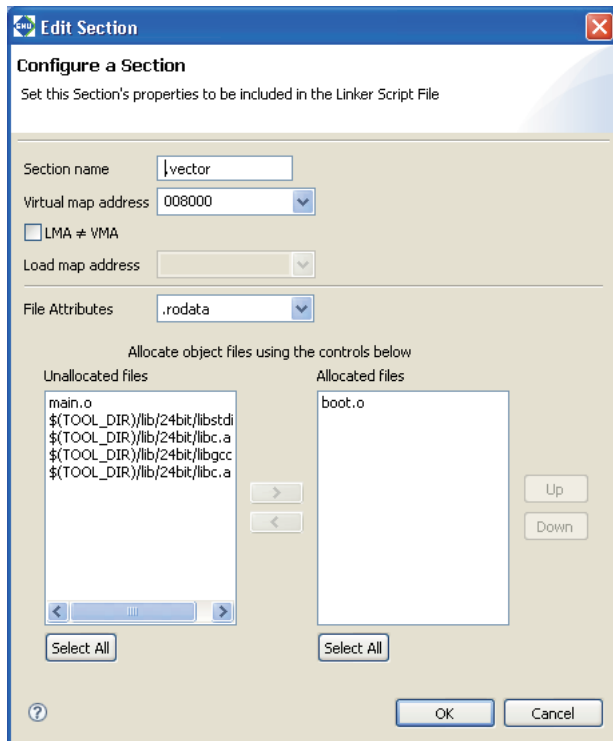 GNU Edit Section
Configure a Section
Set this Section's properties to be included in the Linker Script File
Section name .vector
Virtual map address 008000
LMA ≠ VMA
Load map address
File Attributes .rodata
Allocate object files using the controls below
Unallocated files Allocated files
main.o boot.o
$(TOOL_DIR)/lib/24bit/libstdi
$(TOOL_DIR)/lib/24bit/libc.a
$(TOOL_DIR)/lib/24bit/libgcc
$(TOOL_DIR)/lib/24bit/libc.a
> Up
< Down
Select All Select All
? OK Cancel